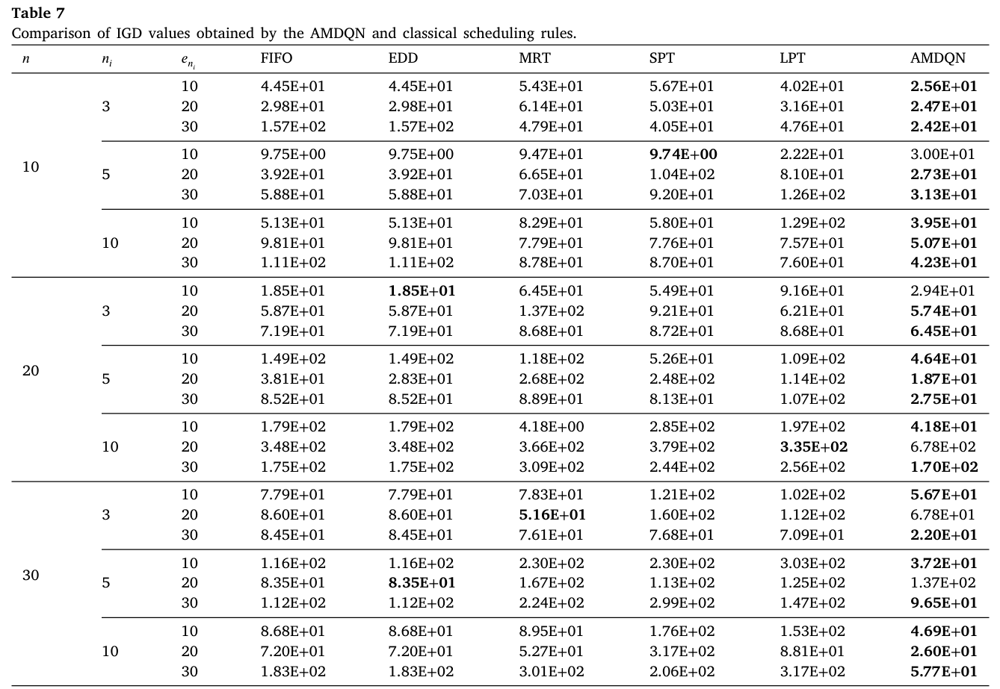 Table 7
Comparison of IGD values obtained by the AMDQN and classical scheduling rules.
n n_i e_{n_i} FIFO EDD MRT SPT LPT AMDQN
10 4.45E+01 4.45E+01 5.43E+01 5.67E+01 4.02E+01 2.56E+01
3 20 2.98E+01 2.98E+01 6.14E+01 5.03E+01 3.16E+01 2.47E+01
30 1.57E+02 1.57E+02 4.79E+01 4.05E+01 4.76E+01 2.42E+01
10 9.75E+00 9.75E+00 9.47E+01 9.74E+00 2.22E+01 3.00E+01
10 5 20 3.92E+01 3.92E+01 6.65E+01 1.04E+02 8.10E+01 2.73E+01
30 5.88E+01 5.88E+01 7.03E+01 9.20E+01 1.26E+02 3.13E+01
10 5.13E+01 5.13E+01 8.29E+01 5.80E+01 1.29E+02 3.95E+01
10 20 9.81E+01 9.81E+01 7.79E+01 7.76E+01 7.57E+01 5.07E+01
30 1.11E+02 1.11E+02 8.78E+01 8.70E+01 7.60E+01 4.23E+01
10 1.85E+01 1.85E+01 6.45E+01 5.49E+01 9.16E+01 2.94E+01
3 20 5.87E+01 5.87E+01 1.37E+02 9.21E+01 6.21E+01 5.74E+01
30 7.19E+01 7.19E+01 8.68E+01 8.72E+01 8.68E+01 6.45E+01
10 1.49E+02 1.49E+02 1.18E+02 5.26E+01 1.09E+02 4.64E+01
20 5 20 3.81E+01 2.83E+01 2.68E+02 2.48E+02 1.14E+02 1.87E+01
30 8.52E+01 8.52E+01 8.89E+01 8.13E+01 1.07E+02 2.75E+01
10 1.79E+02 1.79E+02 4.18E+00 2.85E+02 1.97E+02 4.18E+01
10 20 3.48E+02 3.48E+02 3.66E+02 3.79E+02 3.35E+02 6.78E+02
30 1.75E+02 1.75E+02 3.09E+02 2.44E+02 2.56E+02 1.70E+02
10 7.79E+01 7.79E+01 7.83E+01 1.21E+02 1.02E+02 5.67E+01
3 20 8.60E+01 8.60E+01 5.16E+01 1.60E+02 1.12E+02 6.78E+01
30 8.45E+01 8.45E+01 7.61E+01 7.68E+01 7.09E+01 2.20E+01
10 1.16E+02 1.16E+02 2.30E+02 2.30E+02 3.03E+02 3.72E+01
30 5 20 8.35E+01 8.35E+01 1.67E+02 1.13E+02 1.25E+02 1.37E+02
30 1.12E+02 1.12E+02 2.24E+02 2.99E+02 1.47E+02 9.65E+01
10 8.68E+01 8.68E+01 8.95E+01 1.76E+02 1.53E+02 4.69E+01
10 20 7.20E+01 7.20E+01 5.27E+01 3.17E+02 8.81E+01 2.60E+01
30 1.83E+02 1.83E+02 3.01E+02 2.06E+02 3.17E+02 5.77E+01